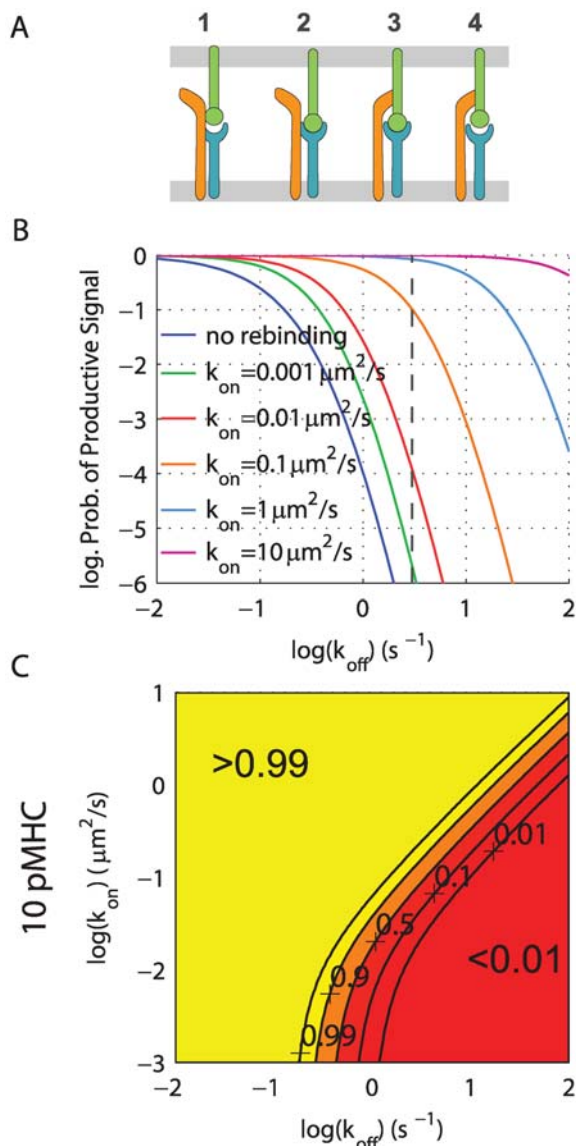 A
1 2 3 4
B
0
−1
−2
−3
−4
−5
−6
log. Prob. of Productive Signal
no rebinding
k_on=0.001 μm²/s
k_on=0.01 μm²/s
k_on=0.1 μm²/s
k_on=1 μm²/s
k_on=10 μm²/s
−2 −1 0 1 2
log(k_off) (s⁻¹)
C
10 pMHC
log(k_on) (μm²/s)
1
0
−1
−2
−3
>0.99
0.01
0.1
0.5
<0.01
0.9
0.99
−2 −1 0 1 2
log(k_off) (s⁻¹)